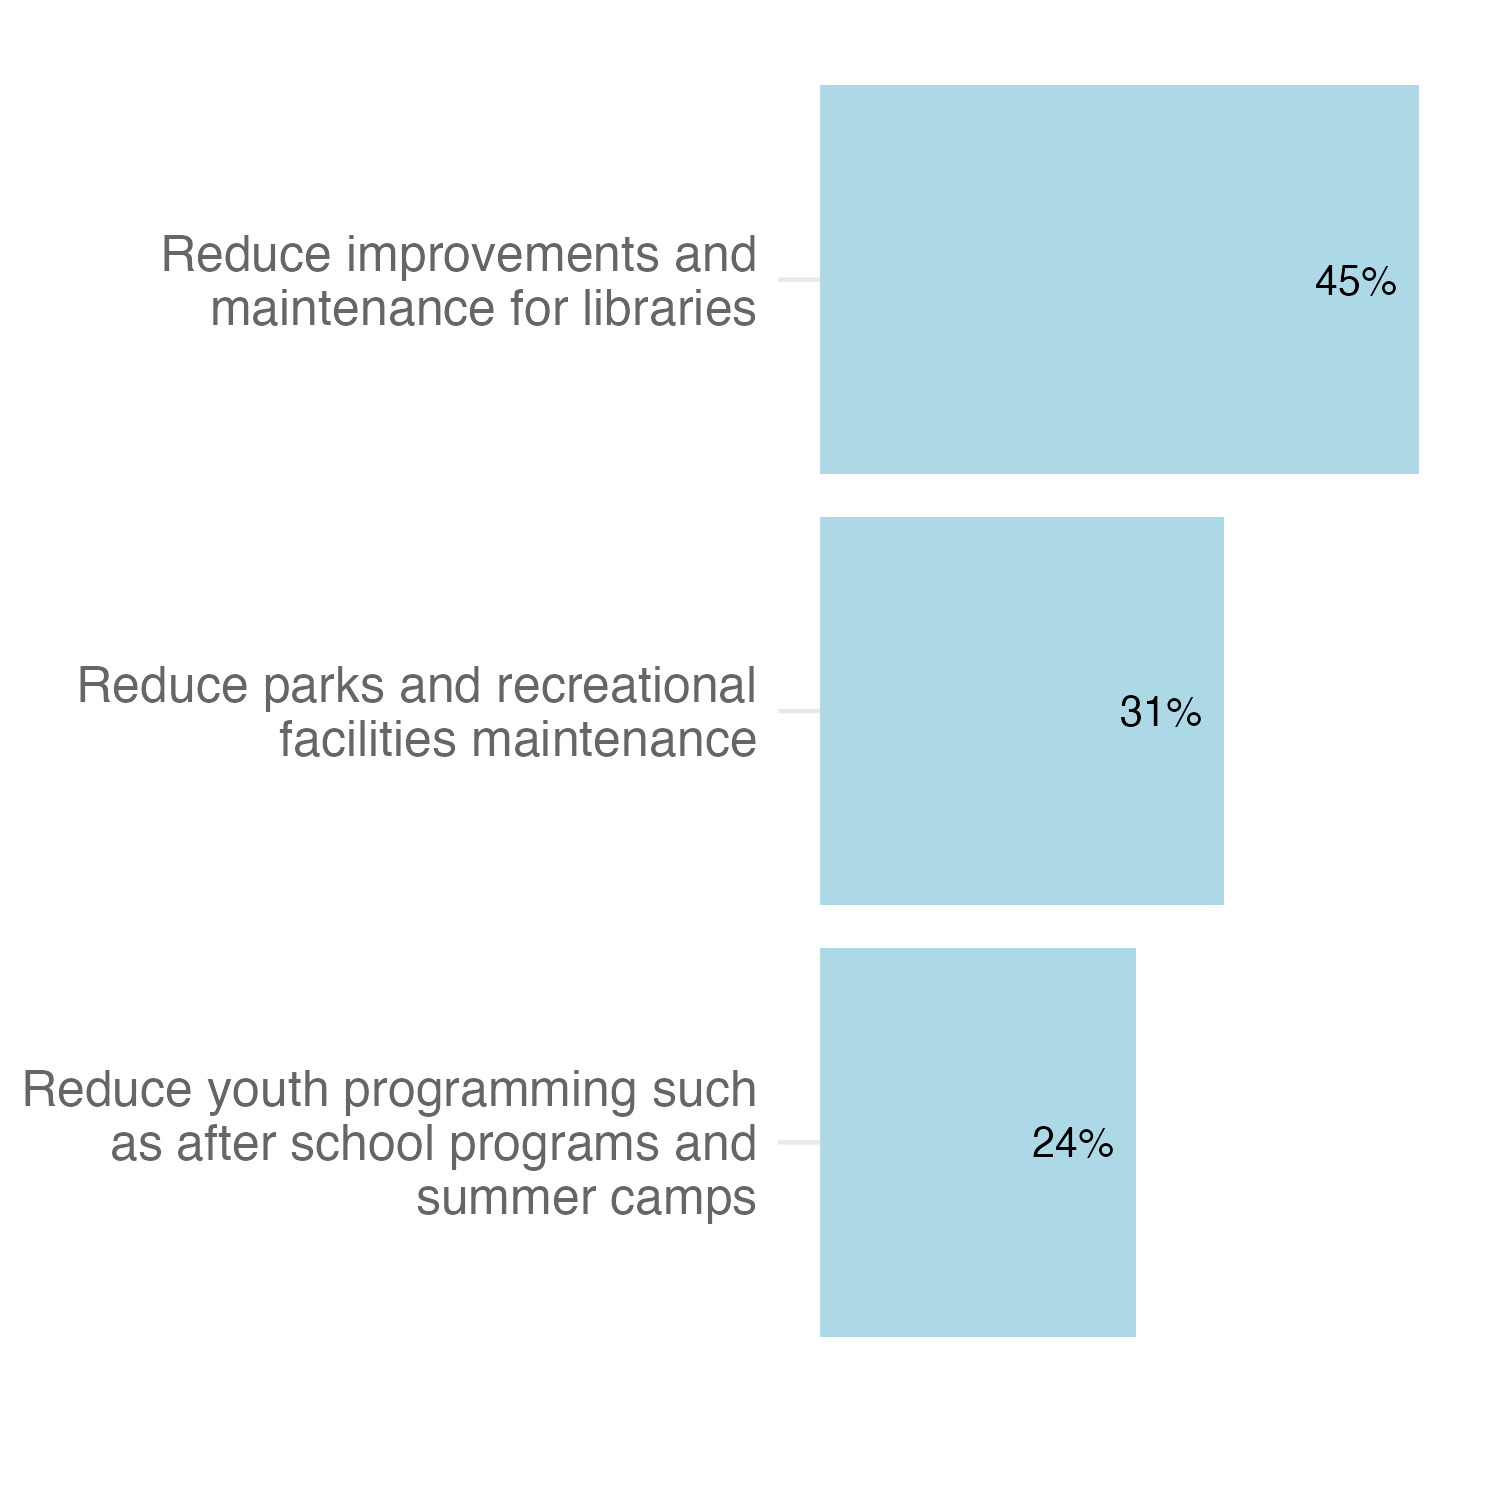 Reduce improvements and
maintenance for libraries
45%
Reduce parks and recreational
facilities maintenance
31%
Reduce youth programming such
as after school programs and
summer camps
24%